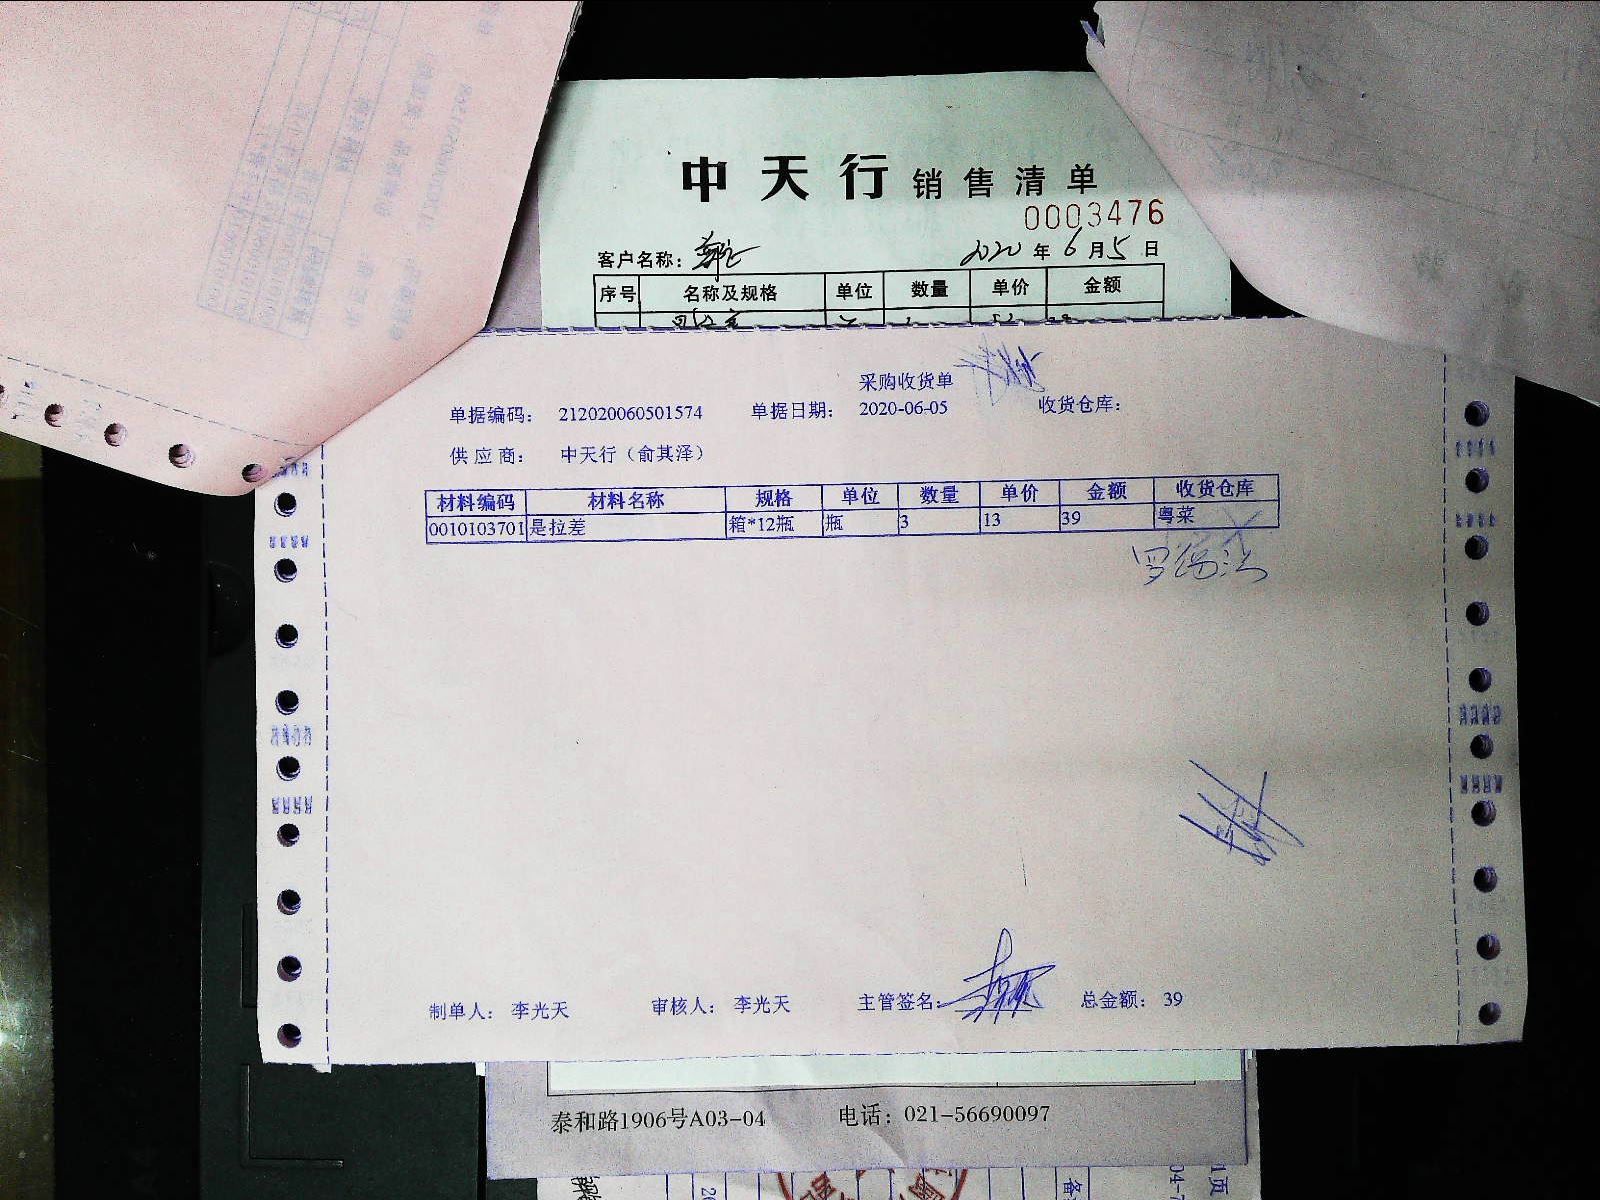 中天行 销售清单
0003476
客户名称： 2020年6月5日
序号 名称及规格 单位 数量 单价 金额
采购收货单
单据编码： 212020060501574 单据日期： 2020-06-05 收货仓库：
供应商： 中天行（俞其泽）
材料编码 材料名称 规格 单位 数量 单价 金额 收货仓库
0010103701 是拉差 箱*12瓶 瓶 3 13 39 粤菜
制单人： 李光天 审核人： 李光天 主管签名： 总金额： 39
泰和路1906号A03-04 电话：021-56690097